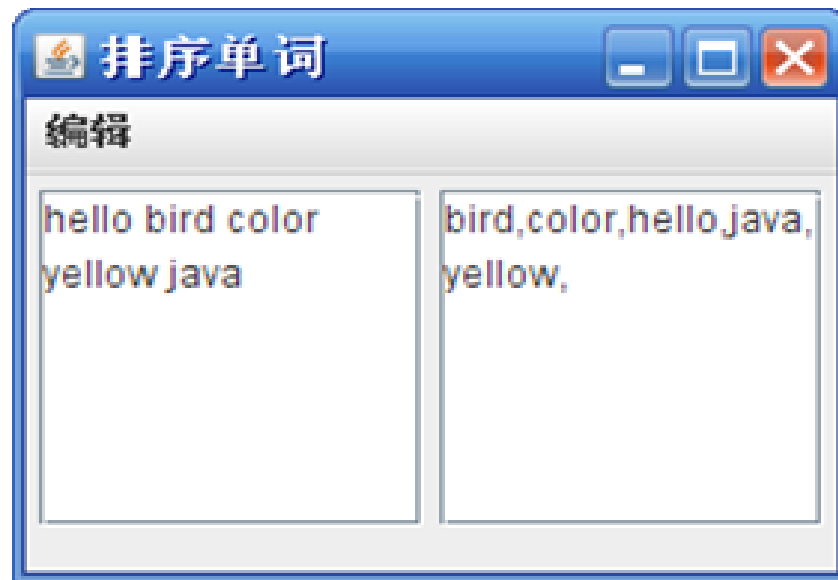 排序单词
编辑
hello bird color
yellow java
bird,color,hello,java,
yellow,